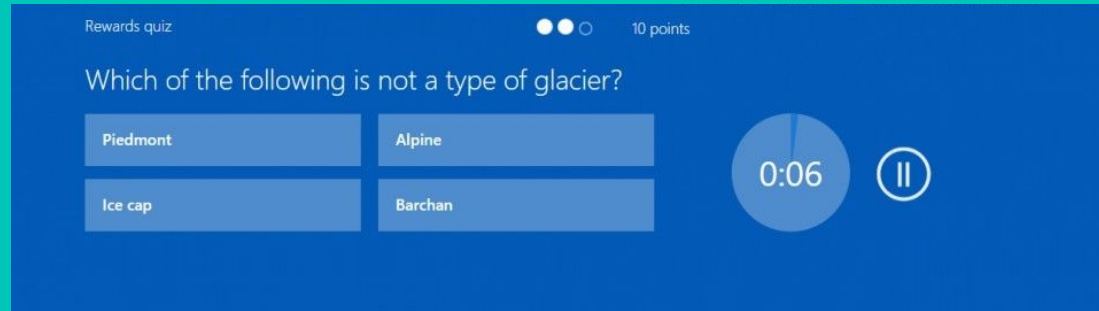 Rewards quiz
10 points
Which of the following is not a type of glacier?
Piedmont
Alpine
0:06
Ice cap
Barchan